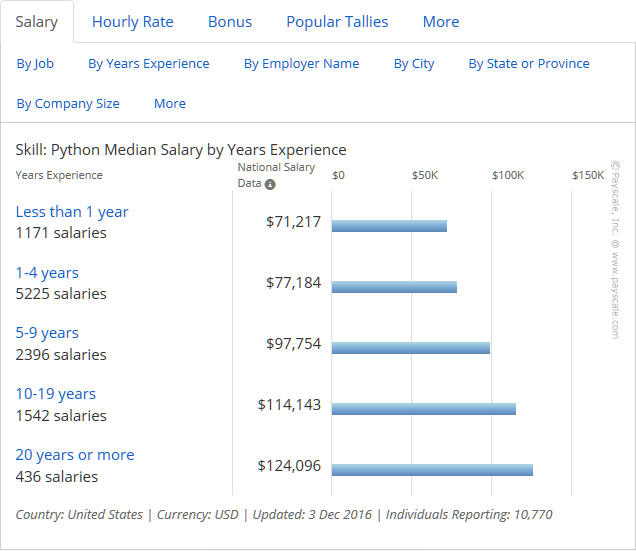 Salary Hourly Rate Bonus Popular Tallies More
By Job By Years Experience By Employer Name By City By State or Province
By Company Size More
Skill: Python Median Salary by Years Experience
Years Experience National Salary Data $0 $50K $100K $150K
Less than 1 year $71,217
1171 salaries
1-4 years $77,184
5225 salaries
5-9 years $97,754
2396 salaries
10-19 years $114,143
1542 salaries
20 years or more $124,096
436 salaries
Country: United States | Currency: USD | Updated: 3 Dec 2016 | Individuals Reporting: 10,770
© Payscale, Inc. @ www.payscale.com